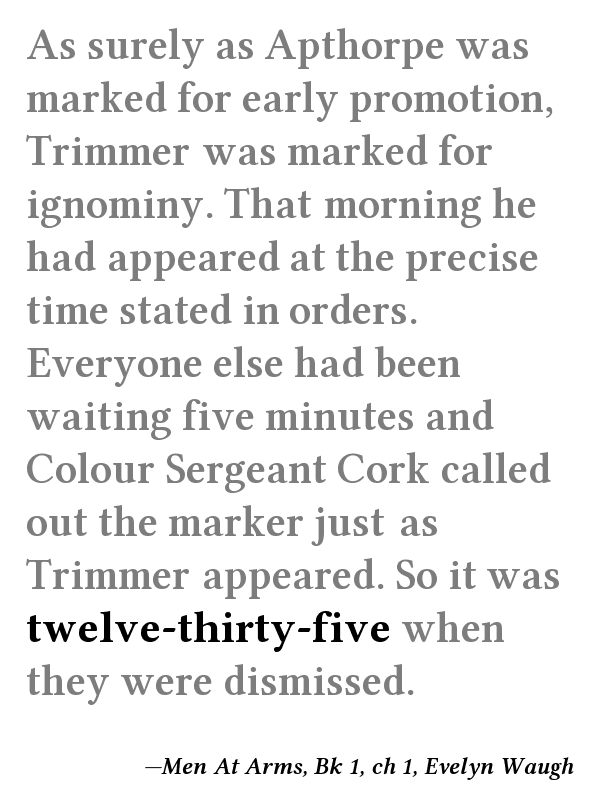 As surely as Apthorpe was
marked for early promotion,
Trimmer was marked for
ignominy. That morning he
had appeared at the precise
time stated in orders.
Everyone else had been
waiting five minutes and
Colour Sergeant Cork called
out the marker just as
Trimmer appeared. So it was
twelve-thirty-five when
they were dismissed.
—Men At Arms, Bk 1, ch 1, Evelyn Waugh